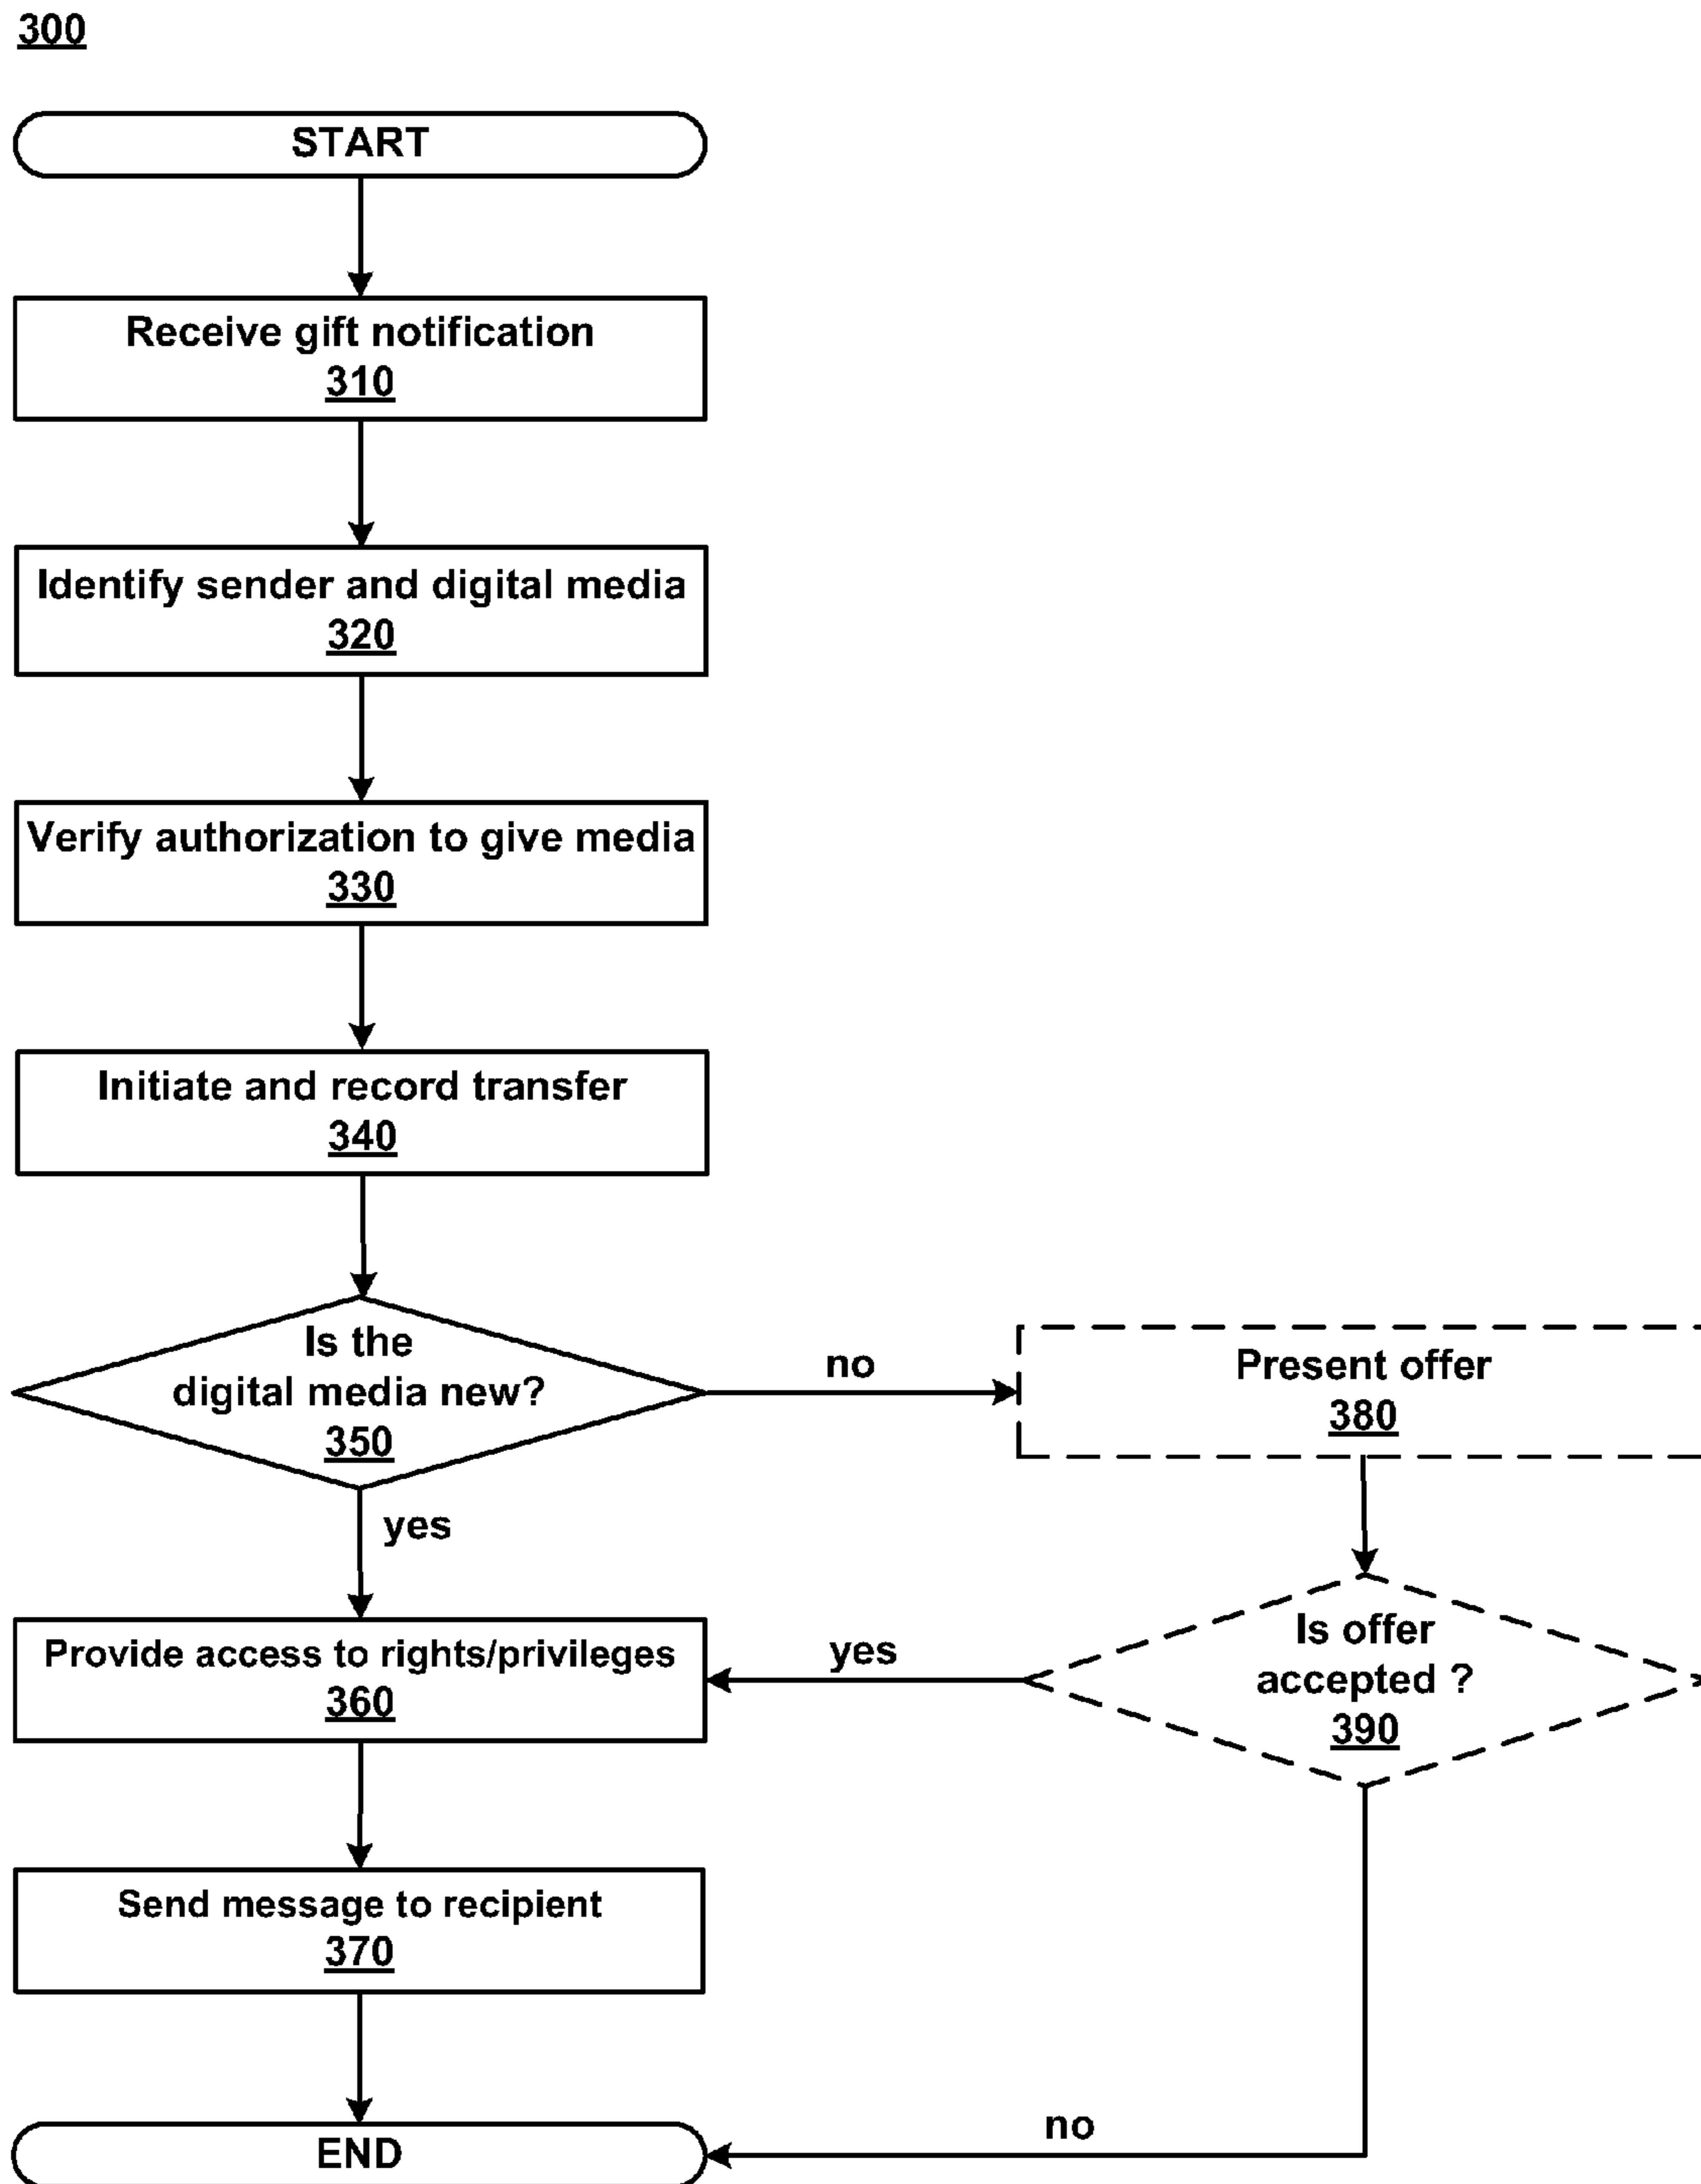 300
START
Receive gift notification
310
Identify sender and digital media
320
Verify authorization to give media
330
Initiate and record transfer
340
Is the
digital media new?
350
no
Present offer
380
yes
Provide access to rights/privileges
360
yes
Is offer
accepted ?
390
Send message to recipient
370
no
END